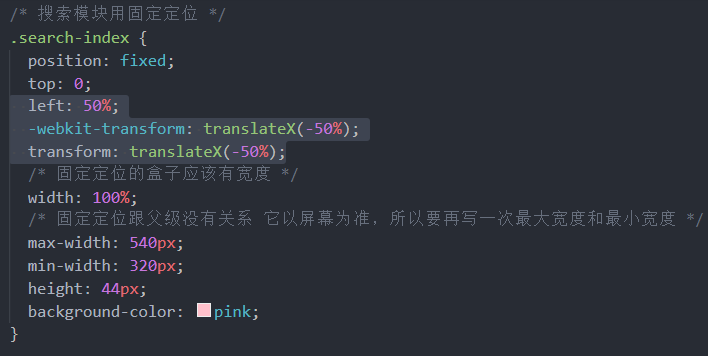 /* 搜索模块用固定定位 */
.search-index {
position: fixed;
top: 0;
left: 50%;
-webkit-transform: translateX(-50%);
transform: translateX(-50%);
/* 固定定位的盒子应该有宽度 */
width: 100%;
/* 固定定位跟父级没有关系 它以屏幕为准，所以要再写一次最大宽度和最小宽度 */
max-width: 540px;
min-width: 320px;
height: 44px;
background-color: pink;
}